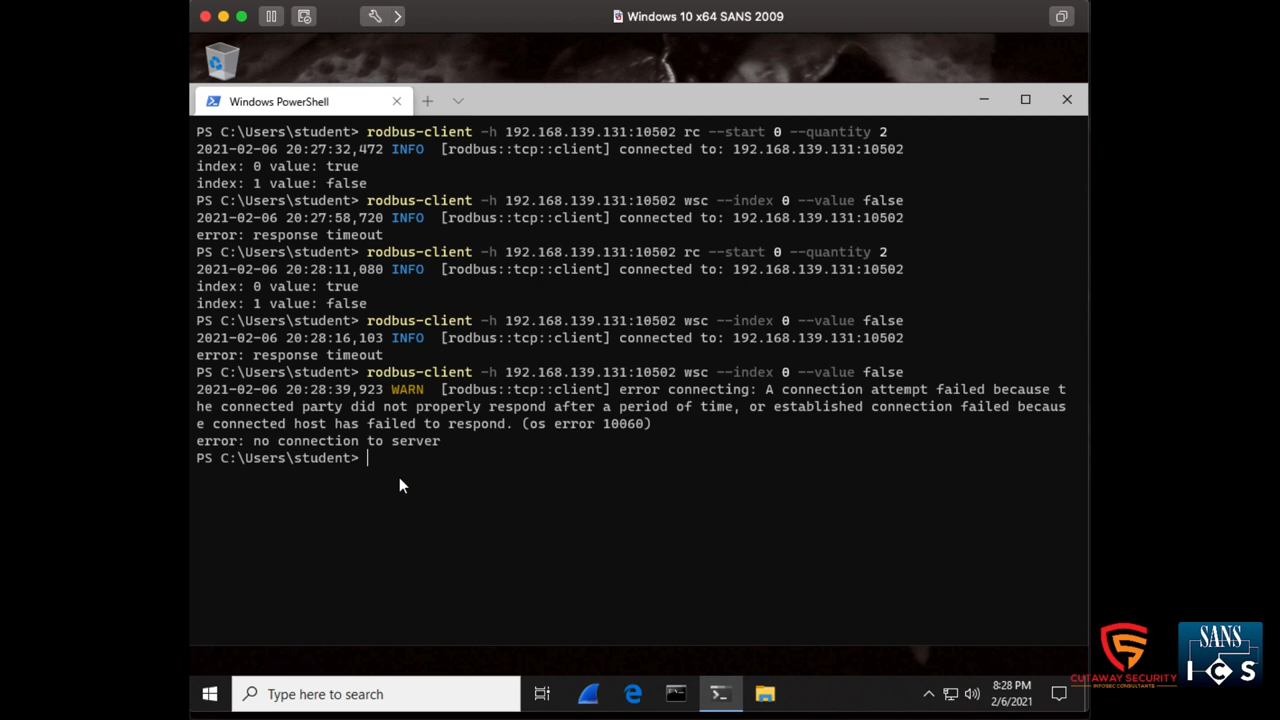 Windows 10 x64 SANS 2009
Windows PowerShell
PS C:\Users\student> rodbus-client -h 192.168.139.131:10502 rc --start 0 --quantity 2
2021-02-06 20:27:32,472 INFO  [rodbus::tcp::client] connected to: 192.168.139.131:10502
index: 0 value: true
index: 1 value: false
PS C:\Users\student> rodbus-client -h 192.168.139.131:10502 wsc --index 0 --value false
2021-02-06 20:27:58,720 INFO  [rodbus::tcp::client] connected to: 192.168.139.131:10502
error: response timeout
PS C:\Users\student> rodbus-client -h 192.168.139.131:10502 rc --start 0 --quantity 2
2021-02-06 20:28:11,080 INFO  [rodbus::tcp::client] connected to: 192.168.139.131:10502
index: 0 value: true
index: 1 value: false
PS C:\Users\student> rodbus-client -h 192.168.139.131:10502 wsc --index 0 --value false
2021-02-06 20:28:16,103 INFO  [rodbus::tcp::client] connected to: 192.168.139.131:10502
error: response timeout
PS C:\Users\student> rodbus-client -h 192.168.139.131:10502 wsc --index 0 --value false
2021-02-06 20:28:39,923 WARN  [rodbus::tcp::client] error connecting: A connection attempt failed because t
he connected party did not properly respond after a period of time, or established connection failed becaus
e connected host has failed to respond. (os error 10060)
error: no connection to server
PS C:\Users\student>
Type here to search
8:28 PM
2/6/2021
CUTAWAY SECURITY
INFOSEC CONSULTANTS
SANS
ICS